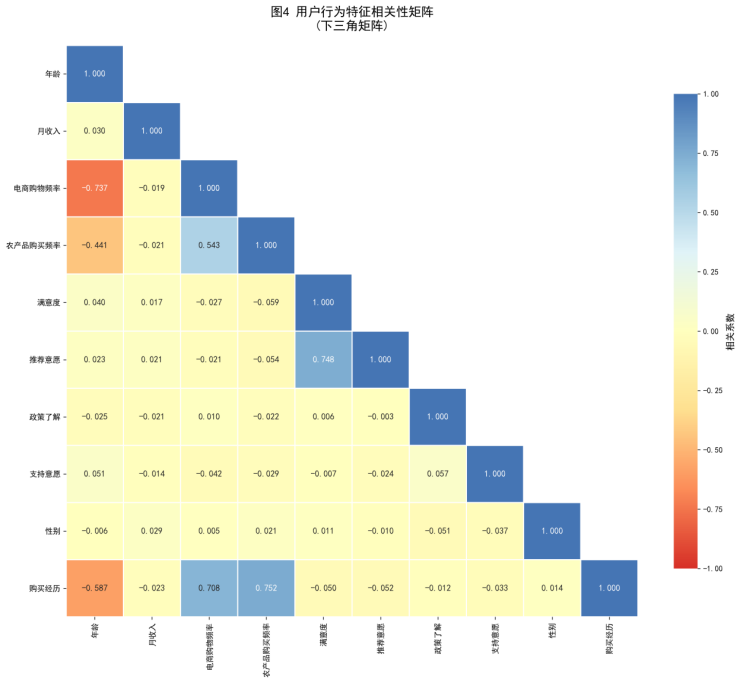 图4 用户行为特征相关性矩阵
(下三角矩阵)
年龄 1.000
月收入 0.030 1.000
电商购物频率 −0.737 −0.019 1.000
农产品购买频率 −0.441 −0.021 0.543 1.000
满意度 0.040 0.017 −0.027 −0.059 1.000
推荐意愿 0.023 0.021 −0.021 −0.054 0.748 1.000
政策了解 −0.025 −0.021 0.010 −0.022 0.006 −0.003 1.000
支持意愿 0.051 −0.014 −0.042 −0.029 −0.007 −0.024 0.057 1.000
性别 −0.006 0.029 0.005 0.021 0.011 −0.010 −0.051 −0.037 1.000
购买经历 −0.587 −0.023 0.708 0.752 −0.050 −0.052 −0.012 −0.033 0.014 1.000
年龄
月收入
电商购物频率
农产品购买频率
满意度
推荐意愿
政策了解
支持意愿
性别
购买经历
1.00
0.75
0.50
0.25
0.00
−0.25
−0.50
−0.75
−1.00
相关系数